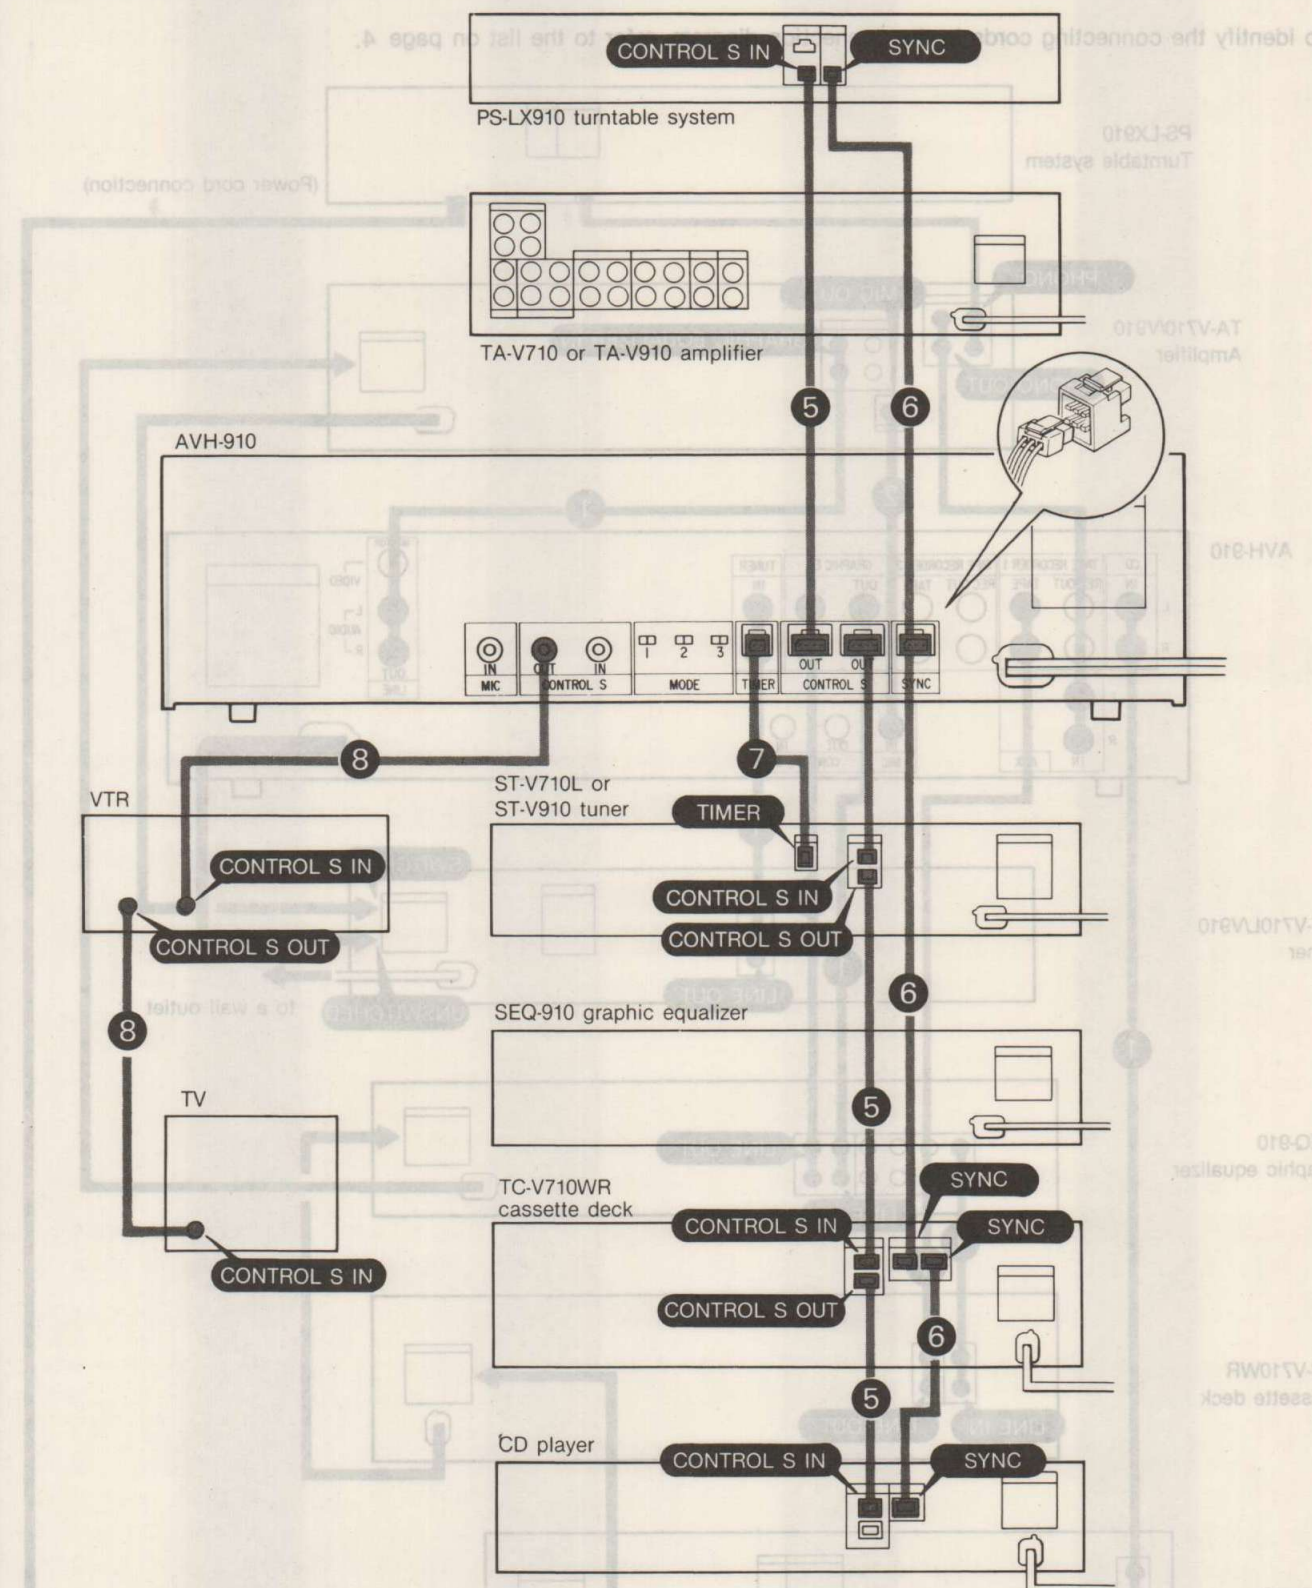 CONTROL S IN
SYNC
PS-LX910 turntable system
TA-V710 or TA-V910 amplifier
5
6
AVH-910
IN
MIC
OUT
IN
CONTROL S
1 2 3
MODE
TIMER
OUT
OUT
CONTROL S
SYNC
8
7
ST-V710L or
ST-V910 tuner
TIMER
CONTROL S IN
CONTROL S OUT
VTR
CONTROL S IN
CONTROL S OUT
6
8
SEQ-910 graphic equalizer
5
TV
CONTROL S IN
TC-V710WR
cassette deck
SYNC
CONTROL S IN
SYNC
CONTROL S OUT
6
5
CD player
CONTROL S IN
SYNC